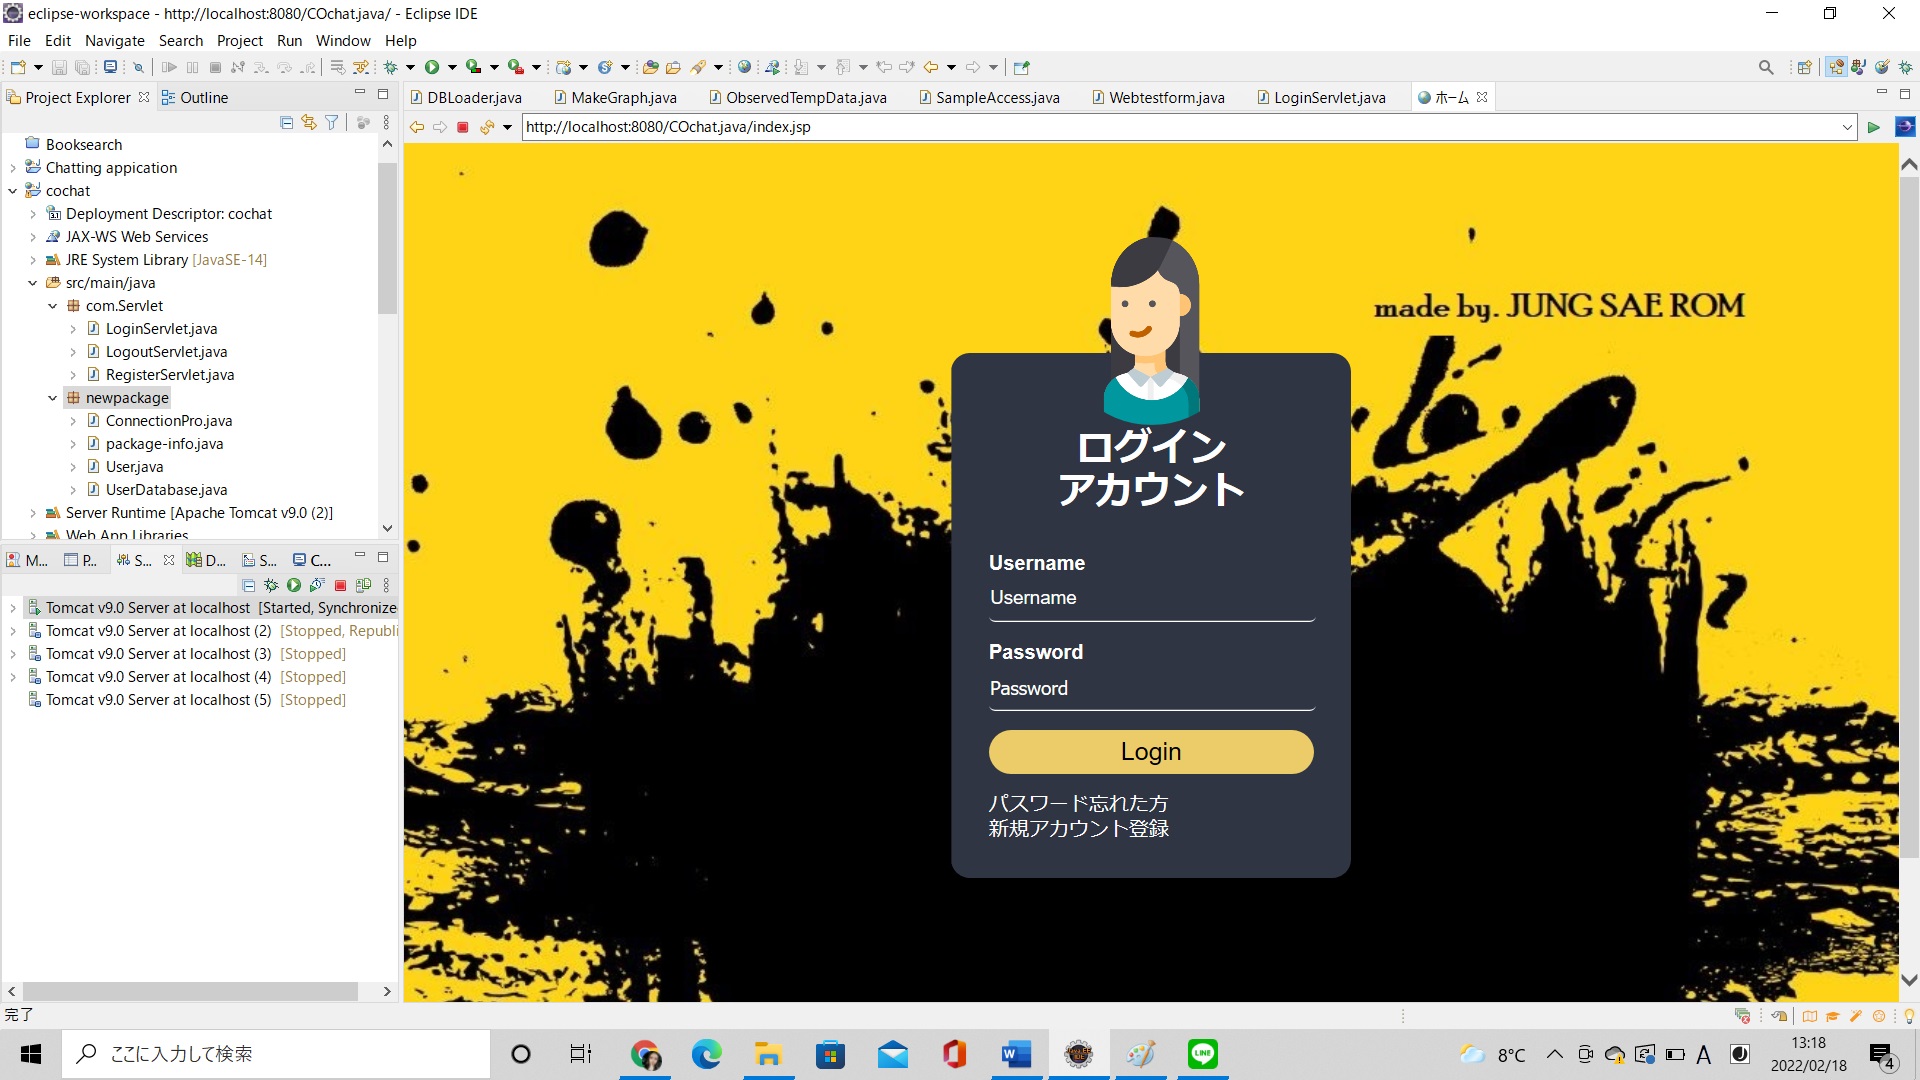 eclipse-workspace - http://localhost:8080/COchat.java/ - Eclipse IDE
File Edit Navigate Search Project Run Window Help
Project Explorer Outline
DBLoader.java MakeGraph.java ObservedTempData.java SampleAccess.java Webtestform.java LoginServlet.java ホーム
http://localhost:8080/COchat.java/index.jsp
Booksearch
Chatting appication
cochat
Deployment Descriptor: cochat
JAX-WS Web Services
JRE System Library [JavaSE-14]
src/main/java
com.Servlet
LoginServlet.java
LogoutServlet.java
RegisterServlet.java
newpackage
ConnectionPro.java
package-info.java
User.java
UserDatabase.java
Server Runtime [Apache Tomcat v9.0 (2)]
Web App Libraries
M... P... S... D... S... C...
Tomcat v9.0 Server at localhost [Started, Synchronize
Tomcat v9.0 Server at localhost (2) [Stopped, Republi
Tomcat v9.0 Server at localhost (3) [Stopped]
Tomcat v9.0 Server at localhost (4) [Stopped]
Tomcat v9.0 Server at localhost (5) [Stopped]
made by. JUNG SAE ROM
ログイン
アカウント
Username
Username
Password
Password
Login
パスワード忘れた方
新規アカウント登録
完了
ここに入力して検索
LINE
8°C
A
13:18
2022/02/18
4